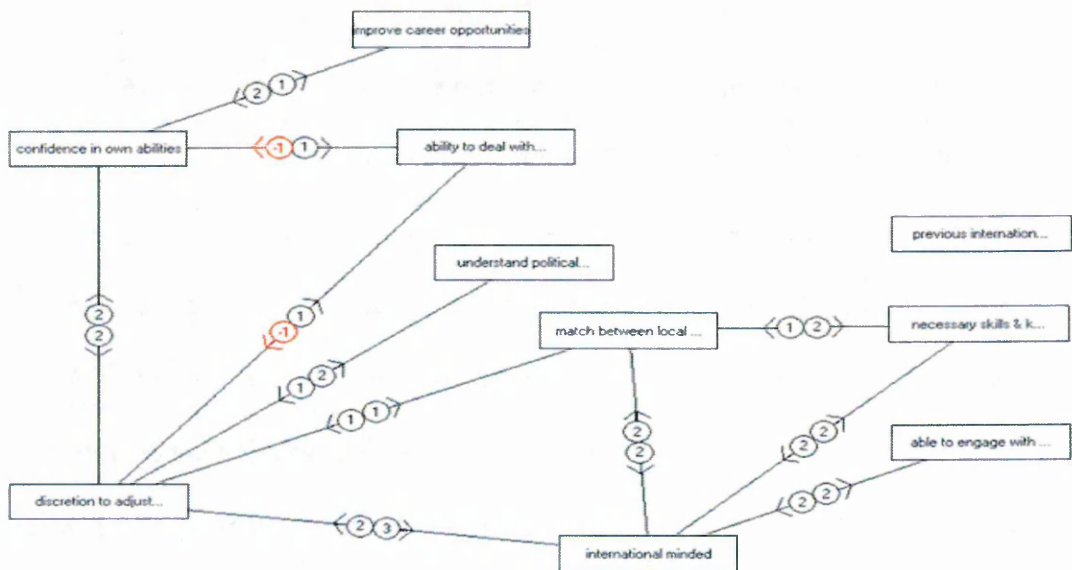 improve career opportunities
2 1
confidence in own abilities
-1 1
ability to deal with...
previous internation...
understand political...
2
2
-1 1
match between local ...
1 2
necessary skills & k...
1 2
1 1
2
2
2 2
able to engage with ...
2 2
discretion to adjust...
2 3
international minded